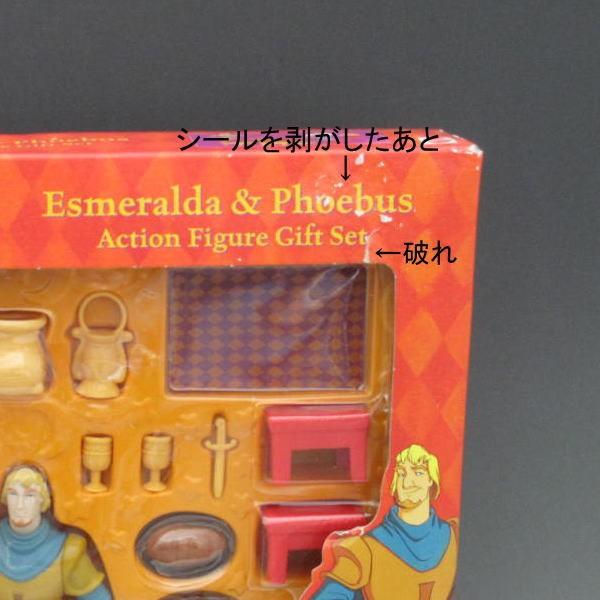 シールを剥がしたあと
↓
Esmeralda & Phoebus
Action Figure Gift Set
←破れ